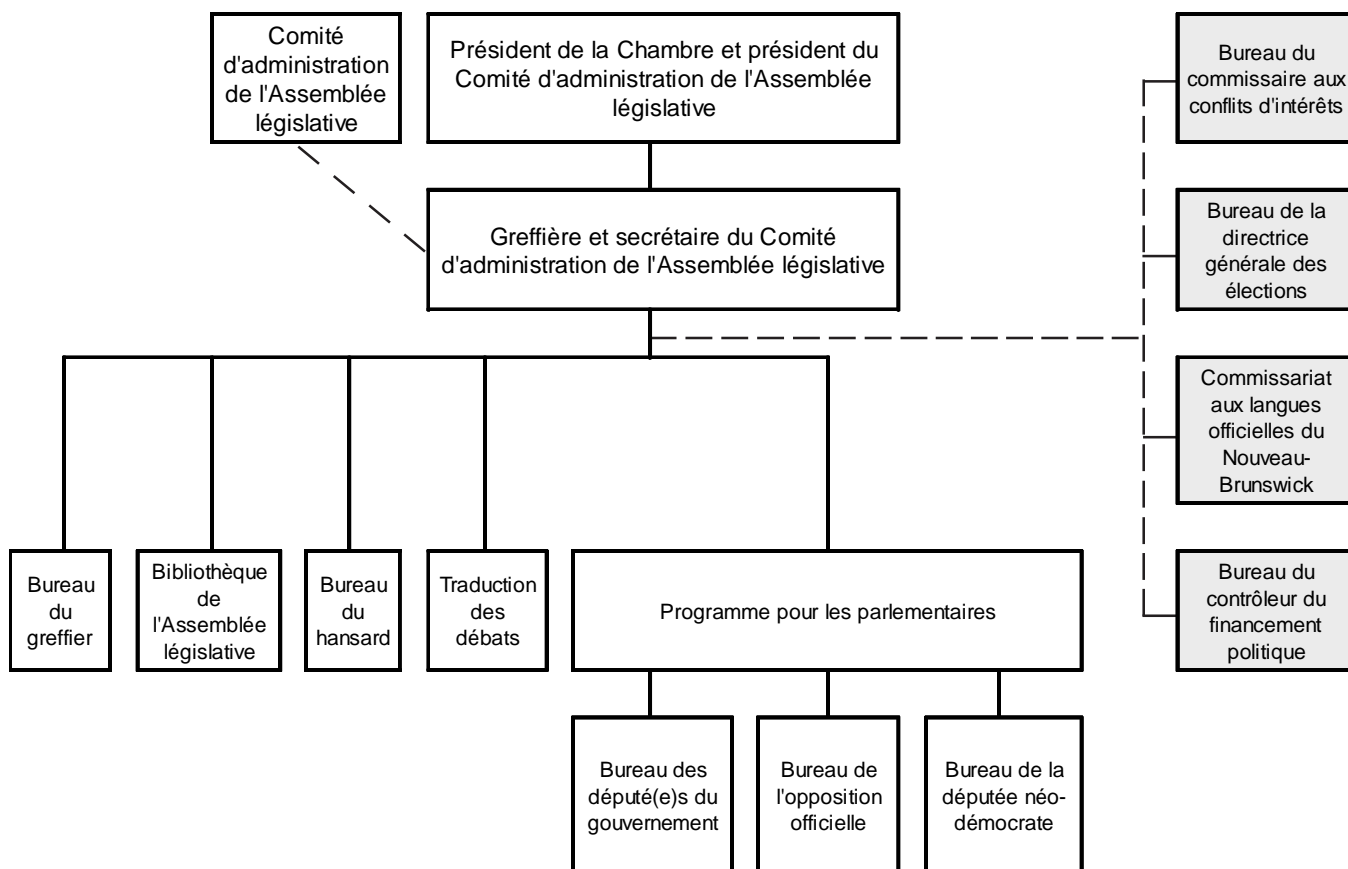 Comité
d'administration
de l'Assemblée
législative
Président de la Chambre et président du
Comité d'administration de l'Assemblée
législative
Bureau du
commissaire aux
conflits d'intérêts
Greffière et secrétaire du Comité
d'administration de l'Assemblée législative
Bureau de la
directrice
générale des
élections
Commissariat
aux langues
officielles du
Nouveau-
Brunswick
Bureau
du
greffier
Bibliothèque
de
l'Assemblée
législative
Bureau
du
hansard
Traduction
des
débats
Programme pour les parlementaires
Bureau du
contrôleur du
financement
politique
Bureau des
député(e)s du
gouvernement
Bureau de
l'opposition
officielle
Bureau de la
députée néo-
démocrate